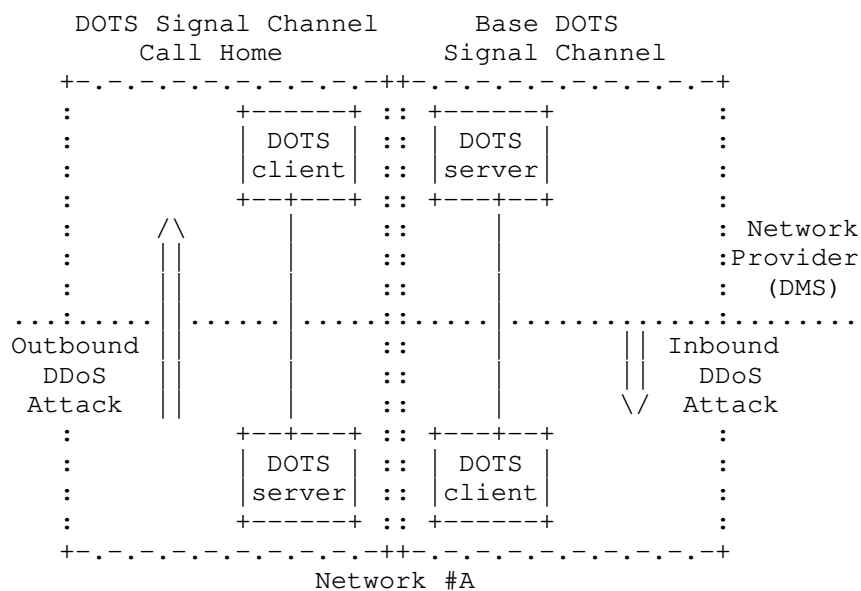 DOTS Signal Channel Base DOTS
Call Home Signal Channel
DOTS DOTS
client server
Network
Provider
(DMS)
Outbound Inbound
DDoS DDoS
Attack Attack
DOTS DOTS
server client
Network #A